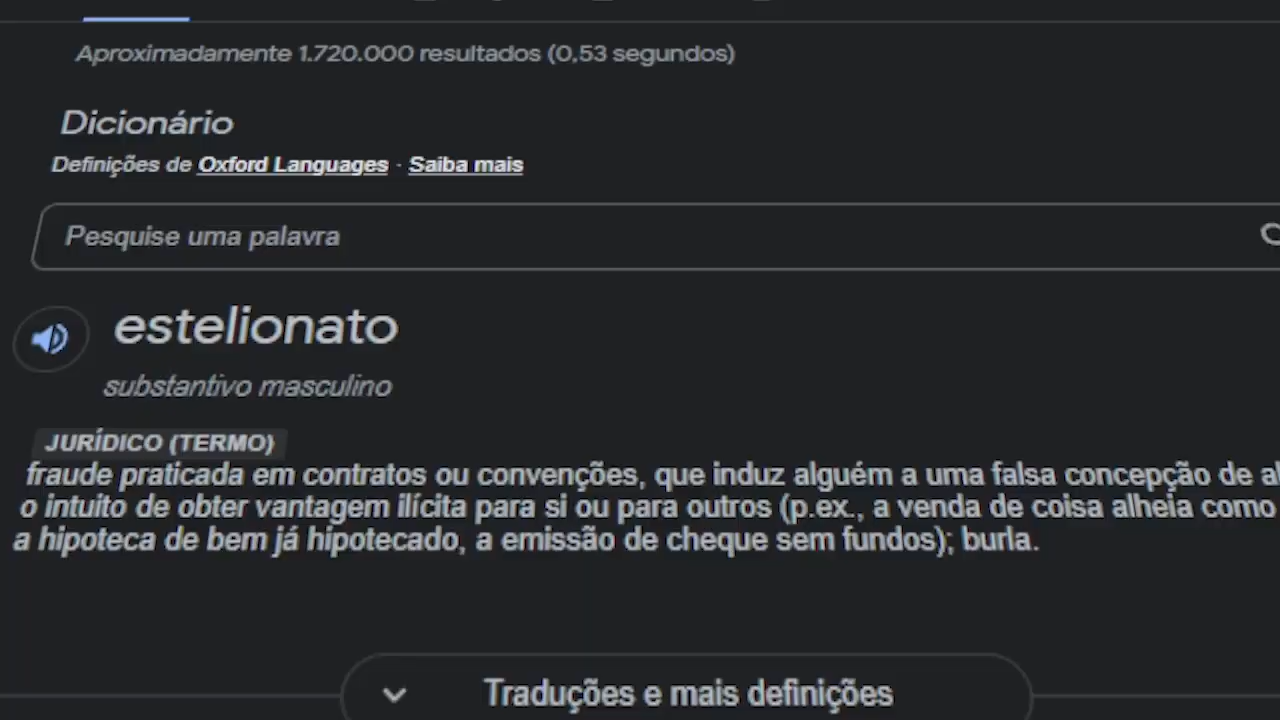 Aproximadamente 1.720.000 resultados (0,53 segundos)
Dicionário
Definições de Oxford Languages · Saiba mais
Pesquise uma palavra
estelionato
substantivo masculino
JURÍDICO (TERMO)
fraude praticada em contratos ou convenções, que induz alguém a uma falsa concepção de
o intuito de obter vantagem ilícita para si ou para outros (p.ex., a venda de coisa alheia como
a hipoteca de bem já hipotecado, a emissão de cheque sem fundos); burla.
Traduções e mais definições